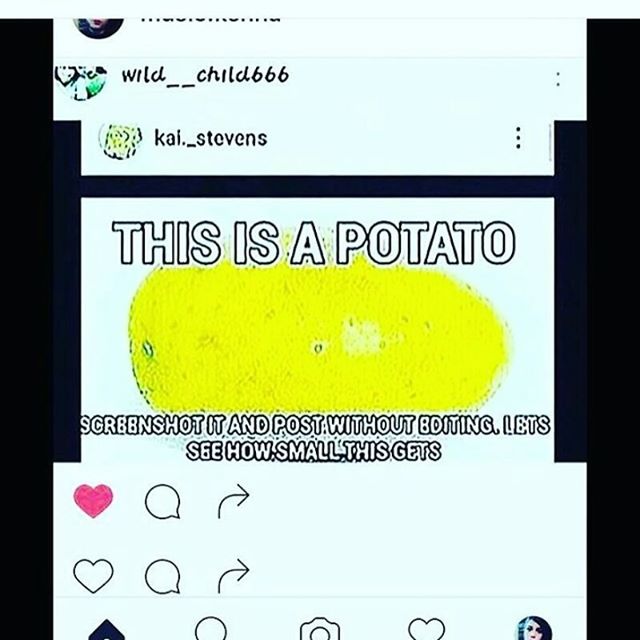 wild__child666
kai._stevens
THIS IS A POTATO
SCREENSHOT IT AND POST WITHOUT EDITING. LETS
SEE HOW SMALL THIS GETS